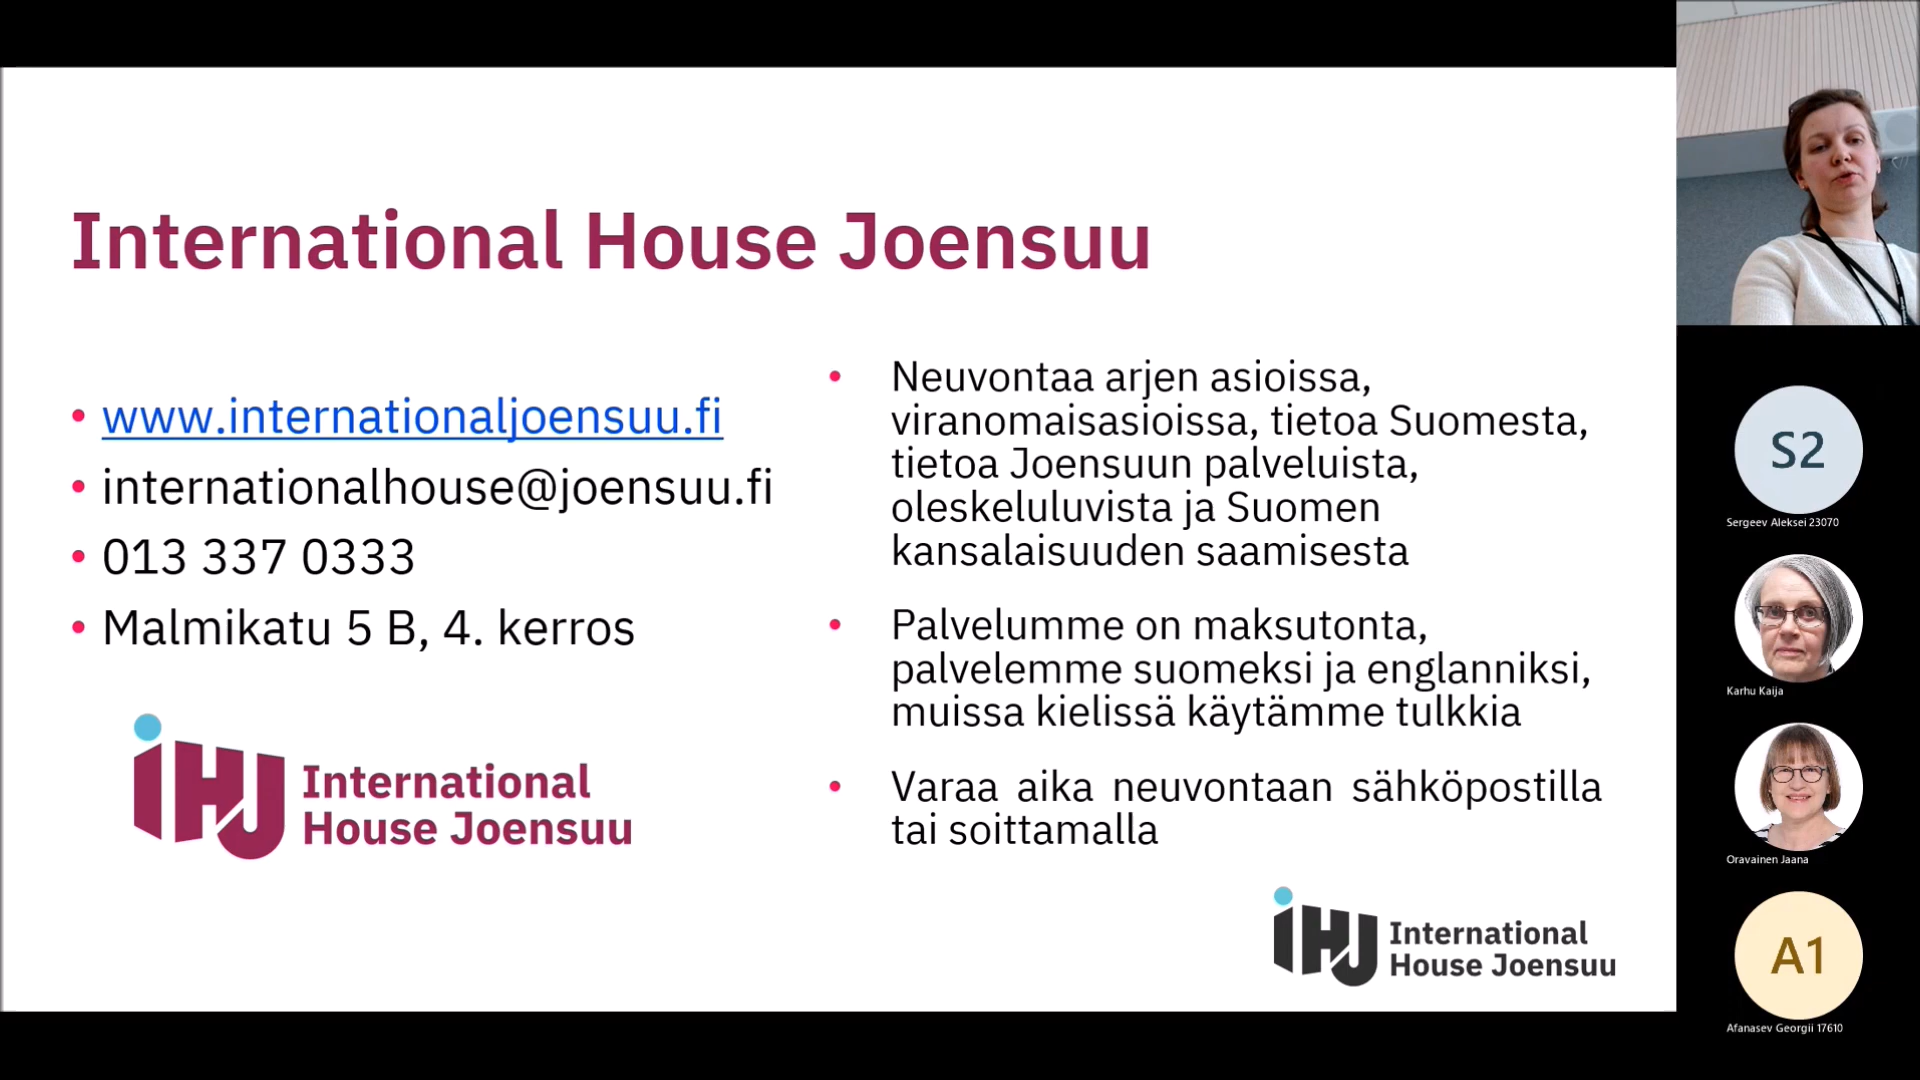 International House Joensuu
• www.internationaljoensuu.fi
• internationalhouse@joensuu.fi
• 013 337 0333
• Malmikatu 5 B, 4. kerros
iHJ International
House Joensuu
• Neuvontaa arjen asioissa,
viranomaisasioissa, tietoa Suomesta,
tietoa Joensuun palveluista,
oleskeluluvista ja Suomen
kansalaisuuden saamisesta
• Palvelumme on maksutonta,
palvelemme suomeksi ja englanniksi,
muissa kielissä käytämme tulkkia
• Varaa aika neuvontaan sähköpostilla
tai soittamalla
iHJ International
House Joensuu
S2
Sergeev Aleksei 23070
Karhu Kaija
Oravainen Jaana
A1
Afanasev Georgii 17610